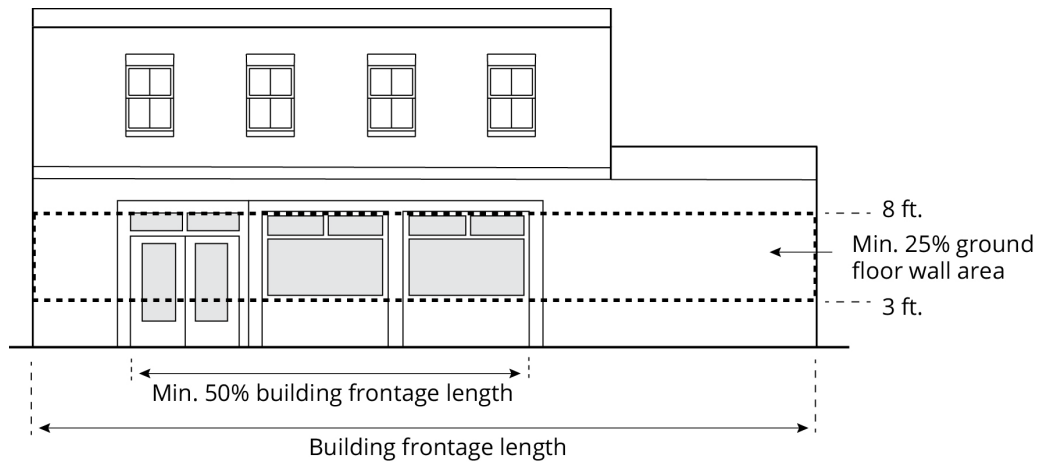 8 ft.
Min. 25% ground
floor wall area
3 ft.
Min. 50% building frontage length
Building frontage length